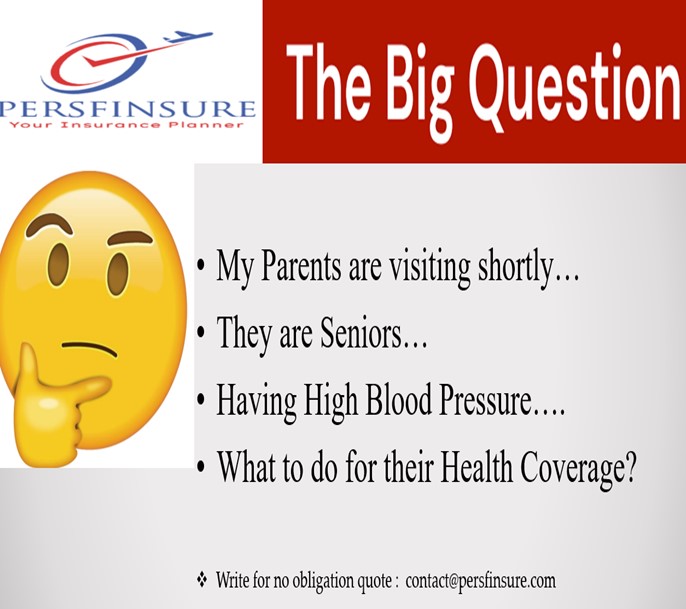 PERSFINSURE
Your Insurance Planner
The Big Question
• My Parents are visiting shortly…
• They are Seniors…
• Having High Blood Pressure….
• What to do for their Health Coverage?
❖ Write for no obligation quote : contact@persfinsure.com